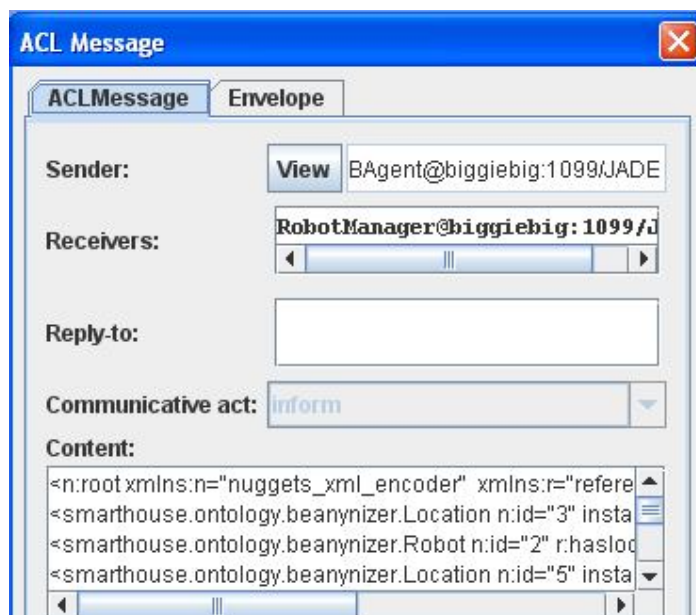 ACL Message
ACLMessage Envelope
Sender: View BAgent@biggiebig:1099/JADE
Receivers: RobotManager@biggiebig:1099/J
Reply-to:
Communicative act: inform
Content:
<n:root xmlns:n="nuggets_xml_encoder" xmlns:r="refere
<smarthouse.ontology.beanynizer.Location n:id="3" insta
<smarthouse.ontology.beanynizer.Robot n:id="2" r:hasloc
<smarthouse.ontology.beanynizer.Location n:id="5" insta